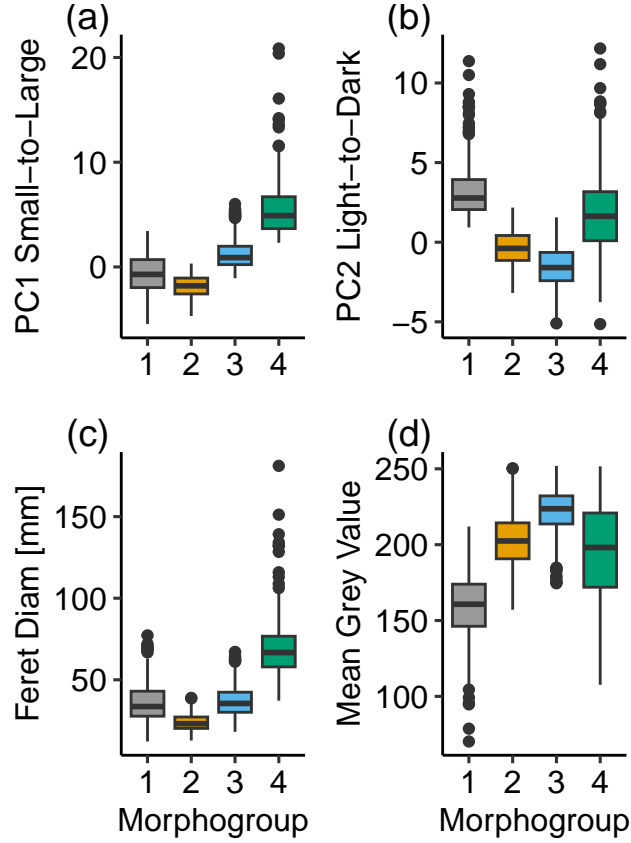 (a)
PC1 Small-to-Large
20
10
0
1 2 3 4
(b)
PC2 Light-to-Dark
10
5
0
−5
1 2 3 4
(c)
Feret Diam [mm]
150
100
50
1 2 3 4
Morphogroup
(d)
Mean Grey Value
250
200
150
100
1 2 3 4
Morphogroup